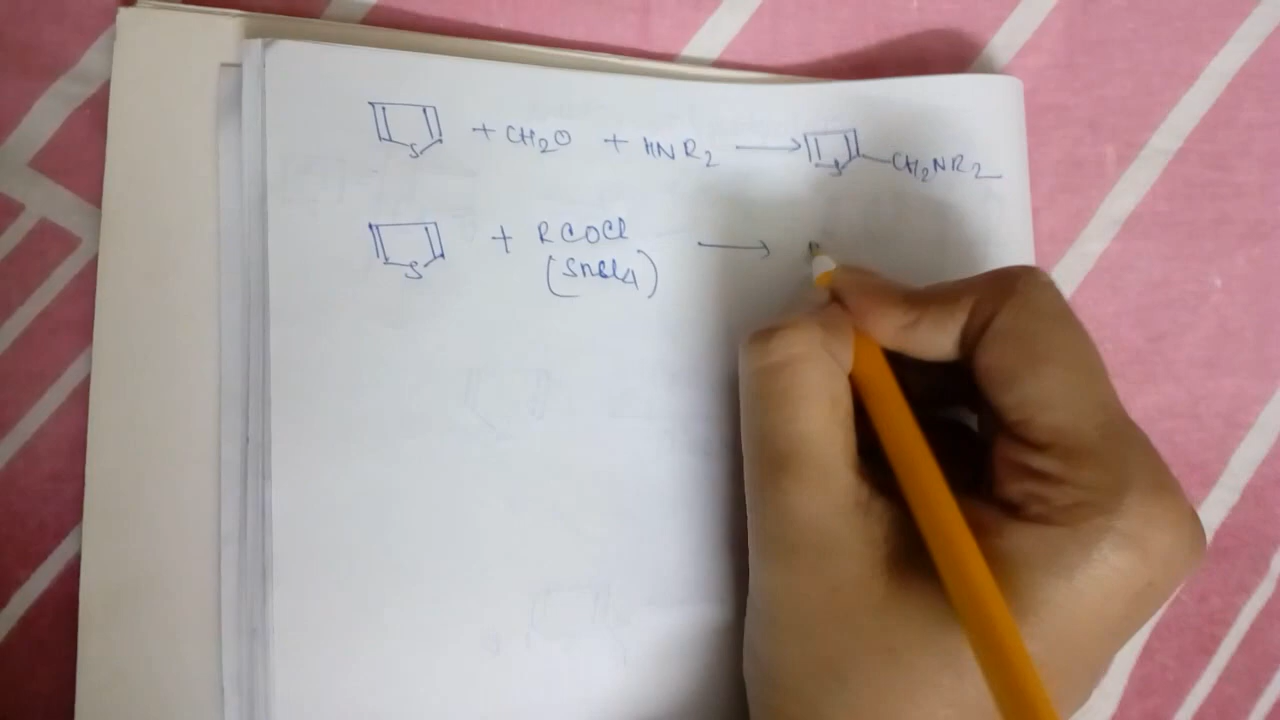 S + CH2O + HNR2 → S CH2NR2
S + RCOCl →
(SnCl4)